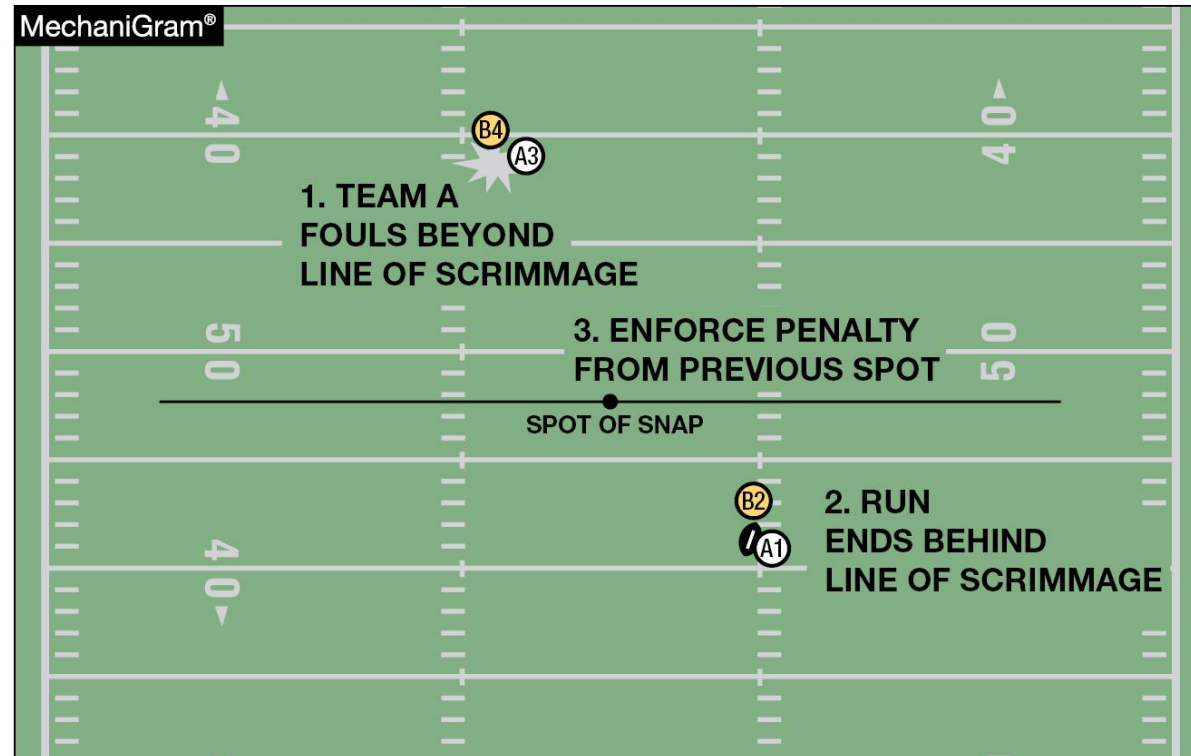 MechaniGram®
40
40
B4
A3
1. TEAM A
FOULS BEYOND
LINE OF SCRIMMAGE
50
50
3. ENFORCE PENALTY
FROM PREVIOUS SPOT
SPOT OF SNAP
B2
A1
2. RUN
ENDS BEHIND
LINE OF SCRIMMAGE
40